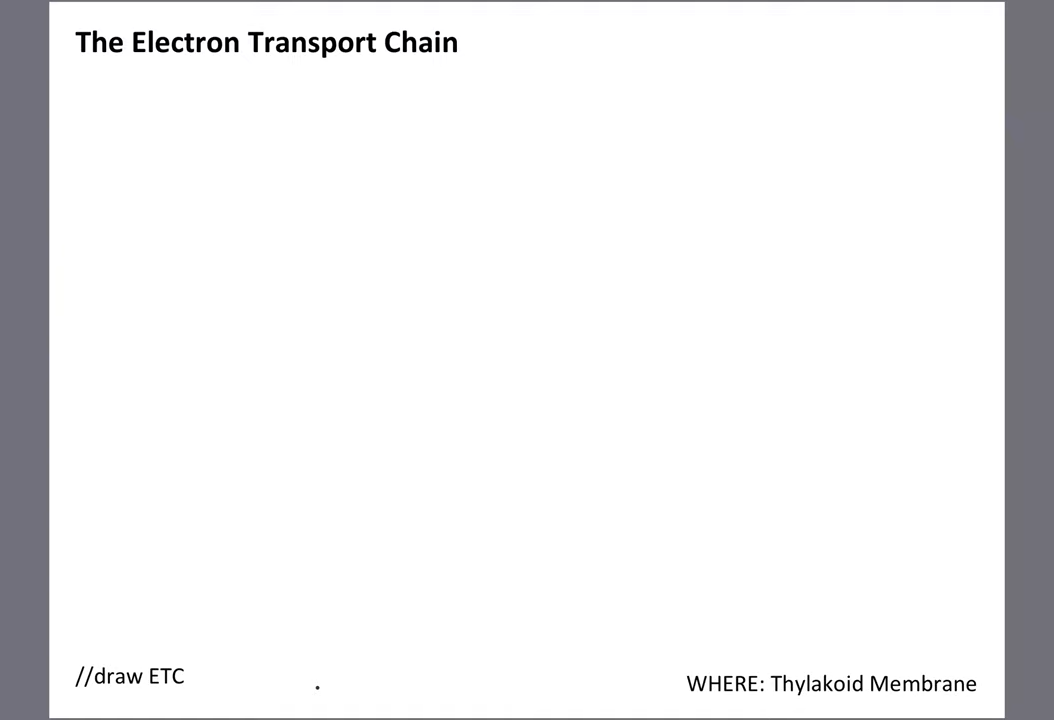 The Electron Transport Chain
//draw ETC
WHERE: Thylakoid Membrane